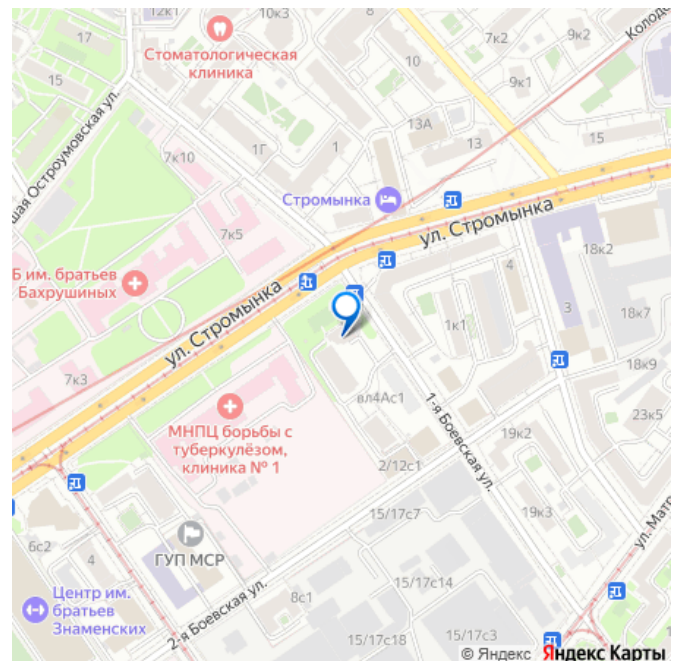 12к1
10к3
8
7к2
9к2
Колоде
17
Стоматологическая
клиника
10
9к1
15
13А
шая Остроумовская ул.
1
13
15
1Г
7к10
Стромынка
7к5
ул. Стромынка
18к2
Б им. братьев
Бахрушиных
4
3
18к7
ул. Стромынка
1к1
7к3
18к9
вл4Ас1
1-я Боевская ул.
23к5
МНПЦ борьбы с
туберкулёзом,
клиника № 1
19к2
2/12с1
15/17с7
19к3
ул. Матр
6с2
4
ГУП МСР
2-я Боевская ул.
8с1
15/17с14
Центр им.
братьев
Знаменских
15/17с18
15/17с3
© Яндекс Яндекс Карты